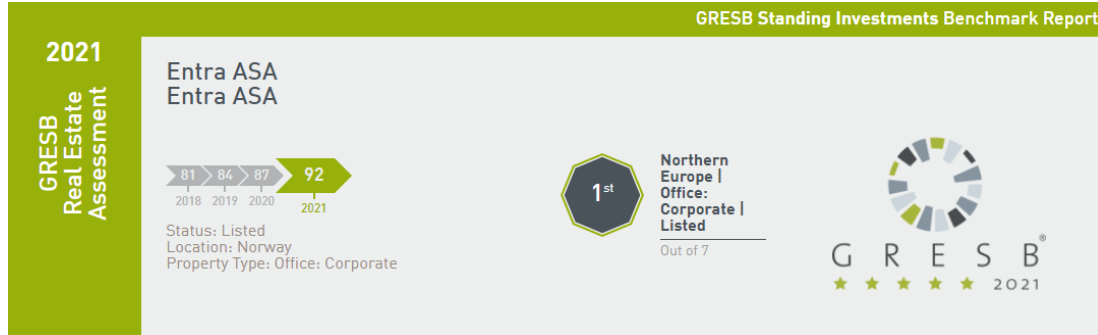 GRESB Standing Investments Benchmark Report
2021
GRESB
Real Estate
Assessment
Entra ASA
Entra ASA
81 84 87 92
2018 2019 2020 2021
Status: Listed
Location: Norway
Property Type: Office: Corporate
1st
Northern
Europe |
Office:
Corporate |
Listed
Out of 7
G R E S B®
2021